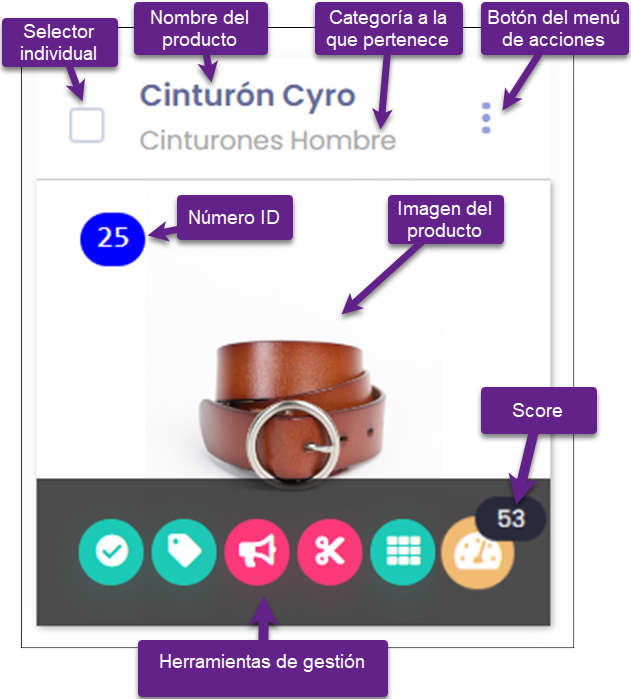 Selector
individual
Nombre del
producto
Categoría a la
que pertenece
Botón del menú
de acciones
Cinturón Cyro
Cinturones Hombre
25
Número ID
Imagen del
producto
Score
53
Herramientas de gestión